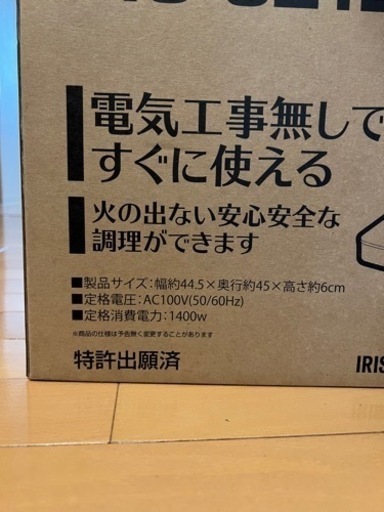 電気工事無しで
すぐに使える
火の出ない安心安全な
調理ができます
■製品サイズ：幅約44.5×奥行約45×高さ約6cm
■定格電圧：AC100V(50/60Hz)
■定格消費電力：1400w
※商品の仕様は予告無く変更することがあります
特許出願済
IRIS